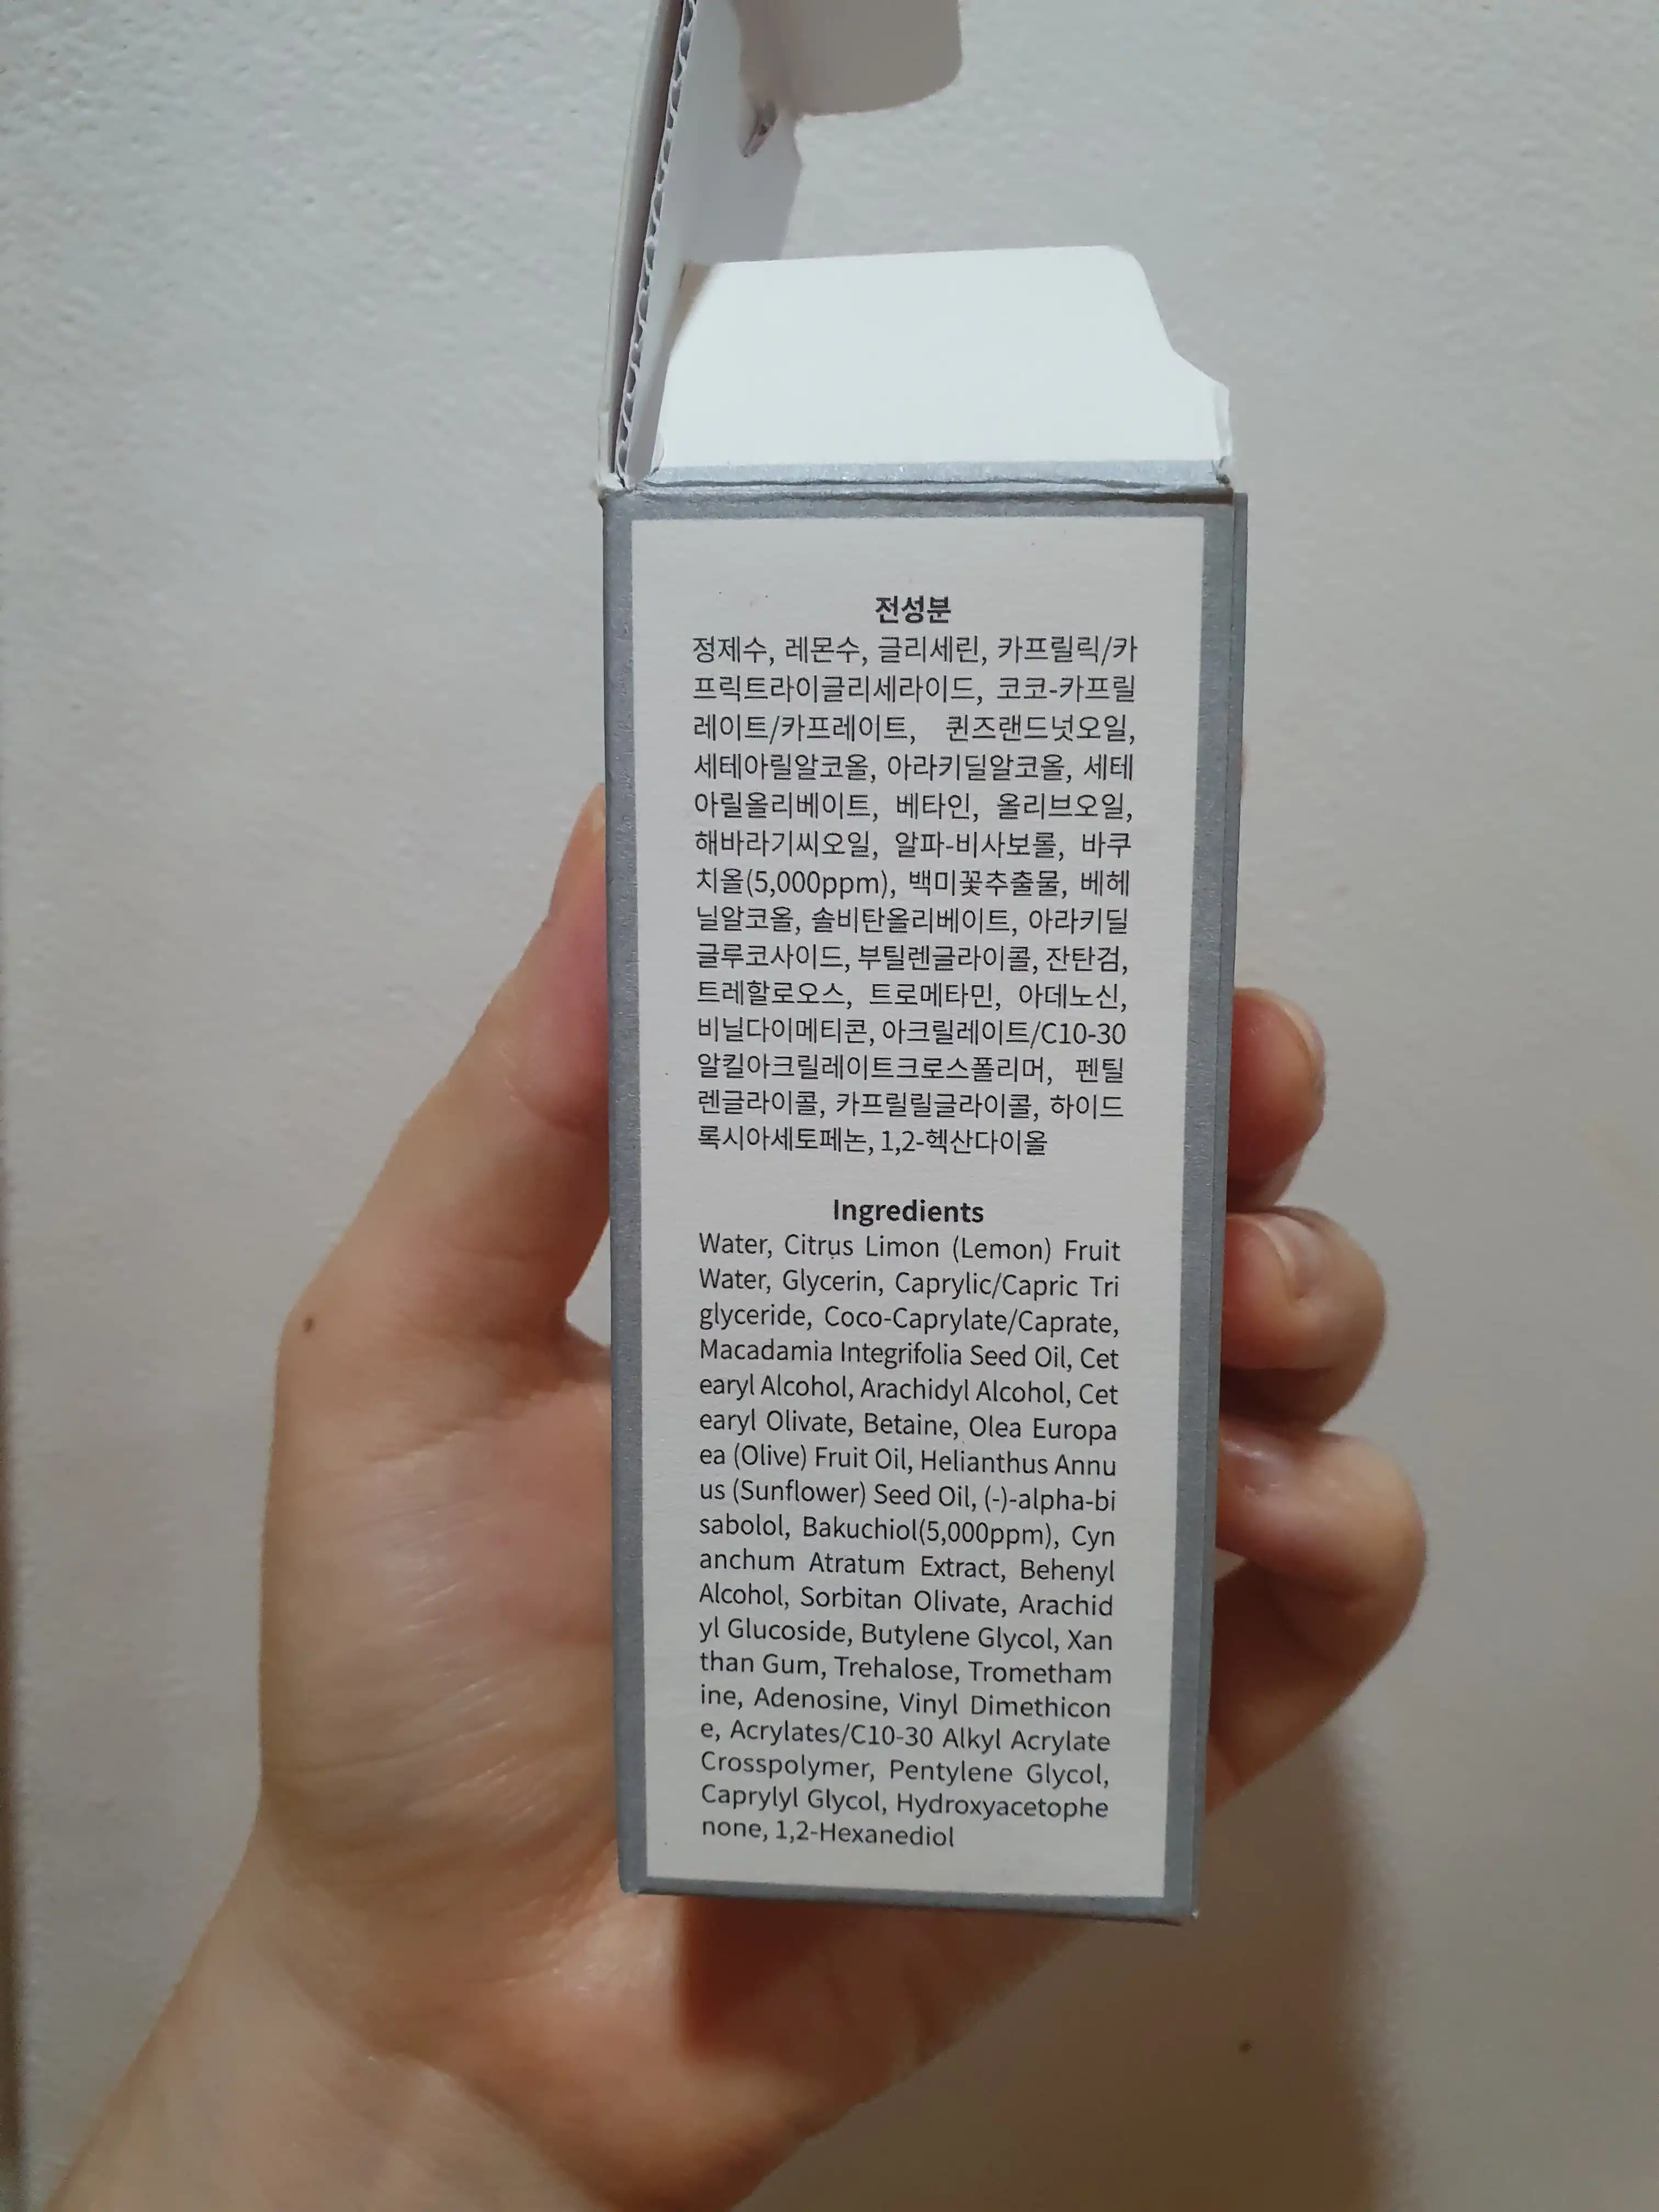 전성분
정제수, 레몬수, 글리세린, 카프릴릭/카
프릭트라이글리세라이드, 코코-카프릴
레이트/카프레이트, 퀸즈랜드넛오일,
세테아릴알코올, 아라키딜알코올, 세테
아릴올리베이트, 베타인, 올리브오일,
해바라기씨오일, 알파-비사보롤, 바쿠
치올(5,000ppm), 백미꽃추출물, 베헤
닐알코올, 솔비탄올리베이트, 아라키딜
글루코사이드, 부틸렌글라이콜, 잔탄검,
트레할로오스, 트로메타민, 아데노신,
비닐다이메티콘, 아크릴레이트/C10-30
알킬아크릴레이트크로스폴리머, 펜틸
렌글라이콜, 카프릴릴글라이콜, 하이드
록시아세토페논, 1,2-헥산다이올
Ingredients
Water, Citrus Limon (Lemon) Fruit
Water, Glycerin, Caprylic/Capric Tri
glyceride, Coco-Caprylate/Caprate,
Macadamia Integrifolia Seed Oil, Cet
earyl Alcohol, Arachidyl Alcohol, Cet
earyl Olivate, Betaine, Olea Europa
ea (Olive) Fruit Oil, Helianthus Annu
us (Sunflower) Seed Oil, (-)-alpha-bi
sabolol, Bakuchiol(5,000ppm), Cyn
anchum Atratum Extract, Behenyl
Alcohol, Sorbitan Olivate, Arachid
yl Glucoside, Butylene Glycol, Xan
than Gum, Trehalose, Trometham
ine, Adenosine, Vinyl Dimethicon
e, Acrylates/C10-30 Alkyl Acrylate
Crosspolymer, Pentylene Glycol,
Caprylyl Glycol, Hydroxyacetophe
none, 1,2-Hexanediol